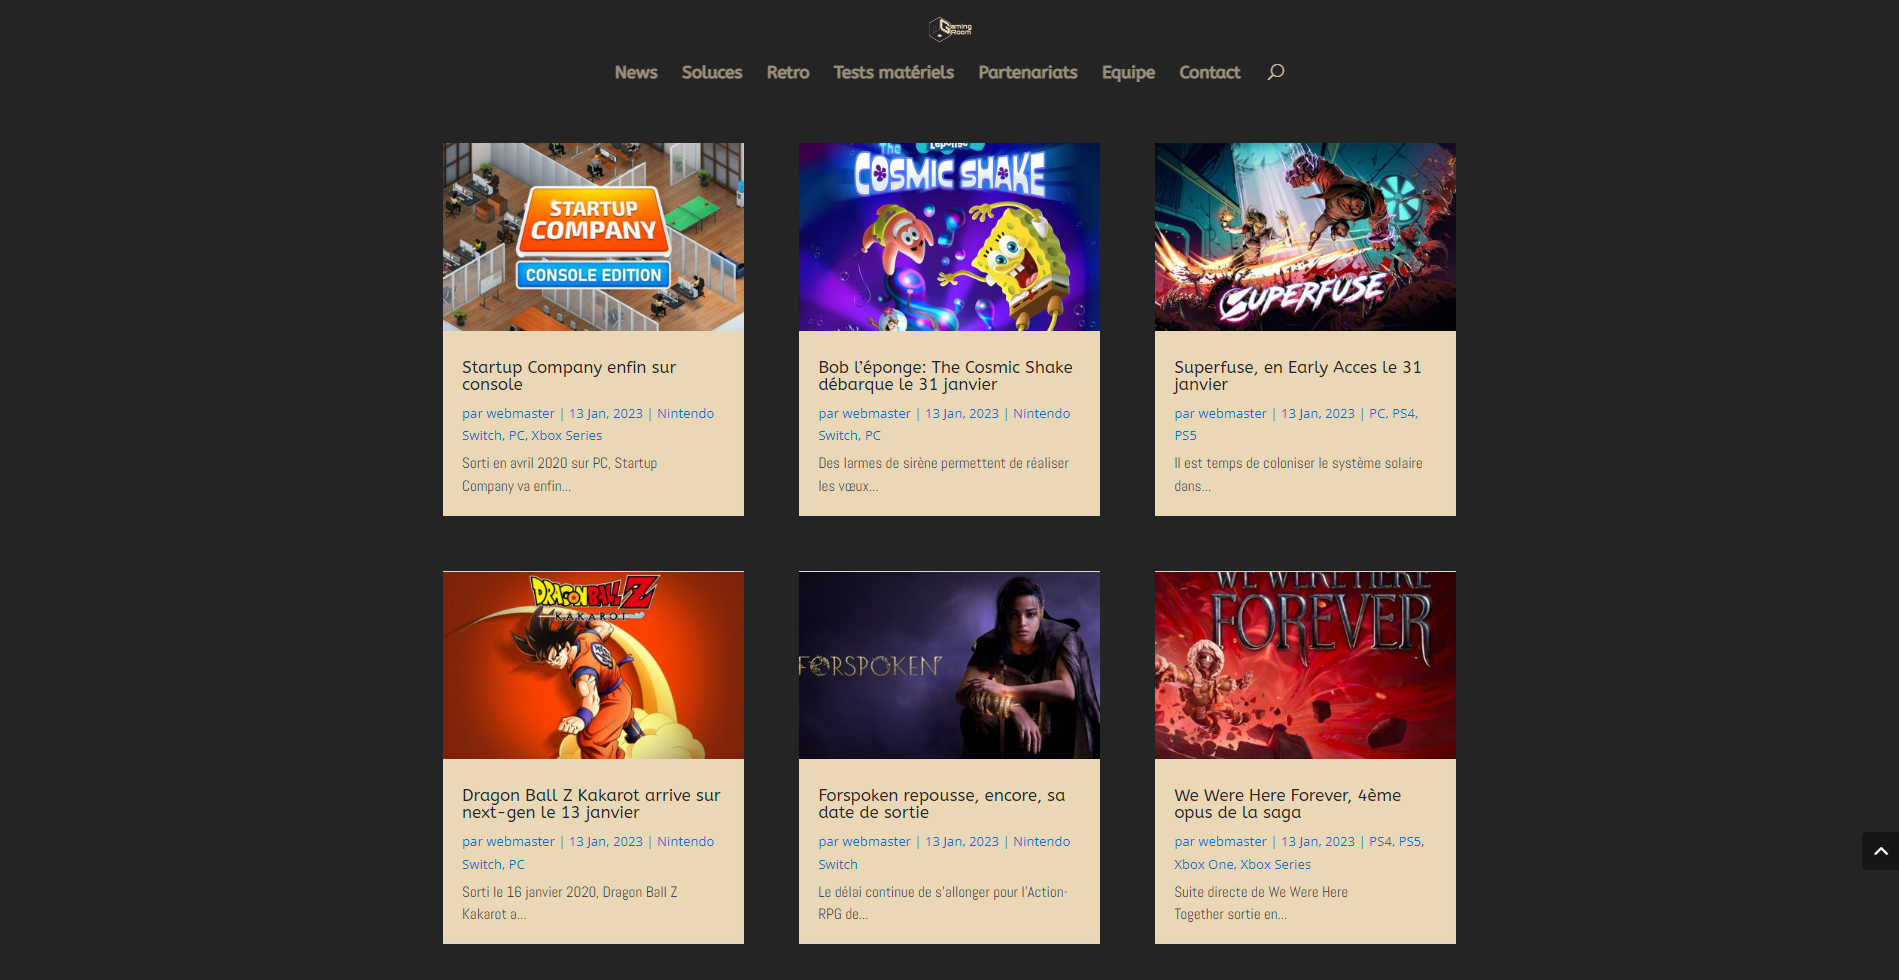 Gaming
Room
News Soluces Retro Tests matériels Partenariats Equipe Contact
STARTUP
COMPANY
CONSOLE EDITION
Startup Company enfin sur
console
par webmaster | 13 Jan, 2023 | Nintendo
Switch, PC, Xbox Series
Sorti en avril 2020 sur PC, Startup
Company va enfin...
The
COSMIC SHAKE
Bob l’éponge: The Cosmic Shake
débarque le 31 janvier
par webmaster | 13 Jan, 2023 | Nintendo
Switch, PC
Des larmes de sirène permettent de réaliser
les vœux...
SUPERFUSE
Superfuse, en Early Acces le 31
janvier
par webmaster | 13 Jan, 2023 | PC, PS4,
PS5
Il est temps de coloniser le système solaire
dans...
DRAGON BALL Z
KAKAROT
Dragon Ball Z Kakarot arrive sur
next-gen le 13 janvier
par webmaster | 13 Jan, 2023 | Nintendo
Switch, PC
Sorti le 16 janvier 2020, Dragon Ball Z
Kakarot a...
FORSPOKEN
Forspoken repousse, encore, sa
date de sortie
par webmaster | 13 Jan, 2023 | Nintendo
Switch
Le délai continue de s’allonger pour l’Action-
RPG de...
WE WERE HERE
FOREVER
We Were Here Forever, 4ème
opus de la saga
par webmaster | 13 Jan, 2023 | PS4, PS5,
Xbox One, Xbox Series
Suite directe de We Were Here
Together sortie en...